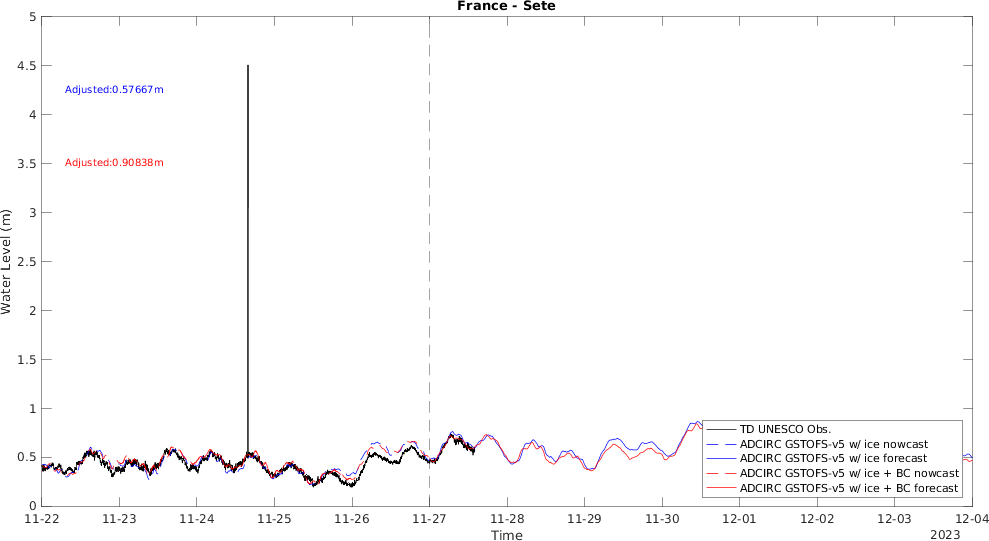 France - Sete
5
4.5
4
3.5
3
2.5
2
1.5
1
0.5
0
Water Level (m)
Adjusted:0.57667m
Adjusted:0.90838m
TD UNESCO Obs.
ADCIRC GSTOFS-v5 w/ ice nowcast
ADCIRC GSTOFS-v5 w/ ice forecast
ADCIRC GSTOFS-v5 w/ ice + BC nowcast
ADCIRC GSTOFS-v5 w/ ice + BC forecast
11-22 11-23 11-24 11-25 11-26 11-27 11-28 11-29 11-30 12-01 12-02 12-03 12-04
Time
2023